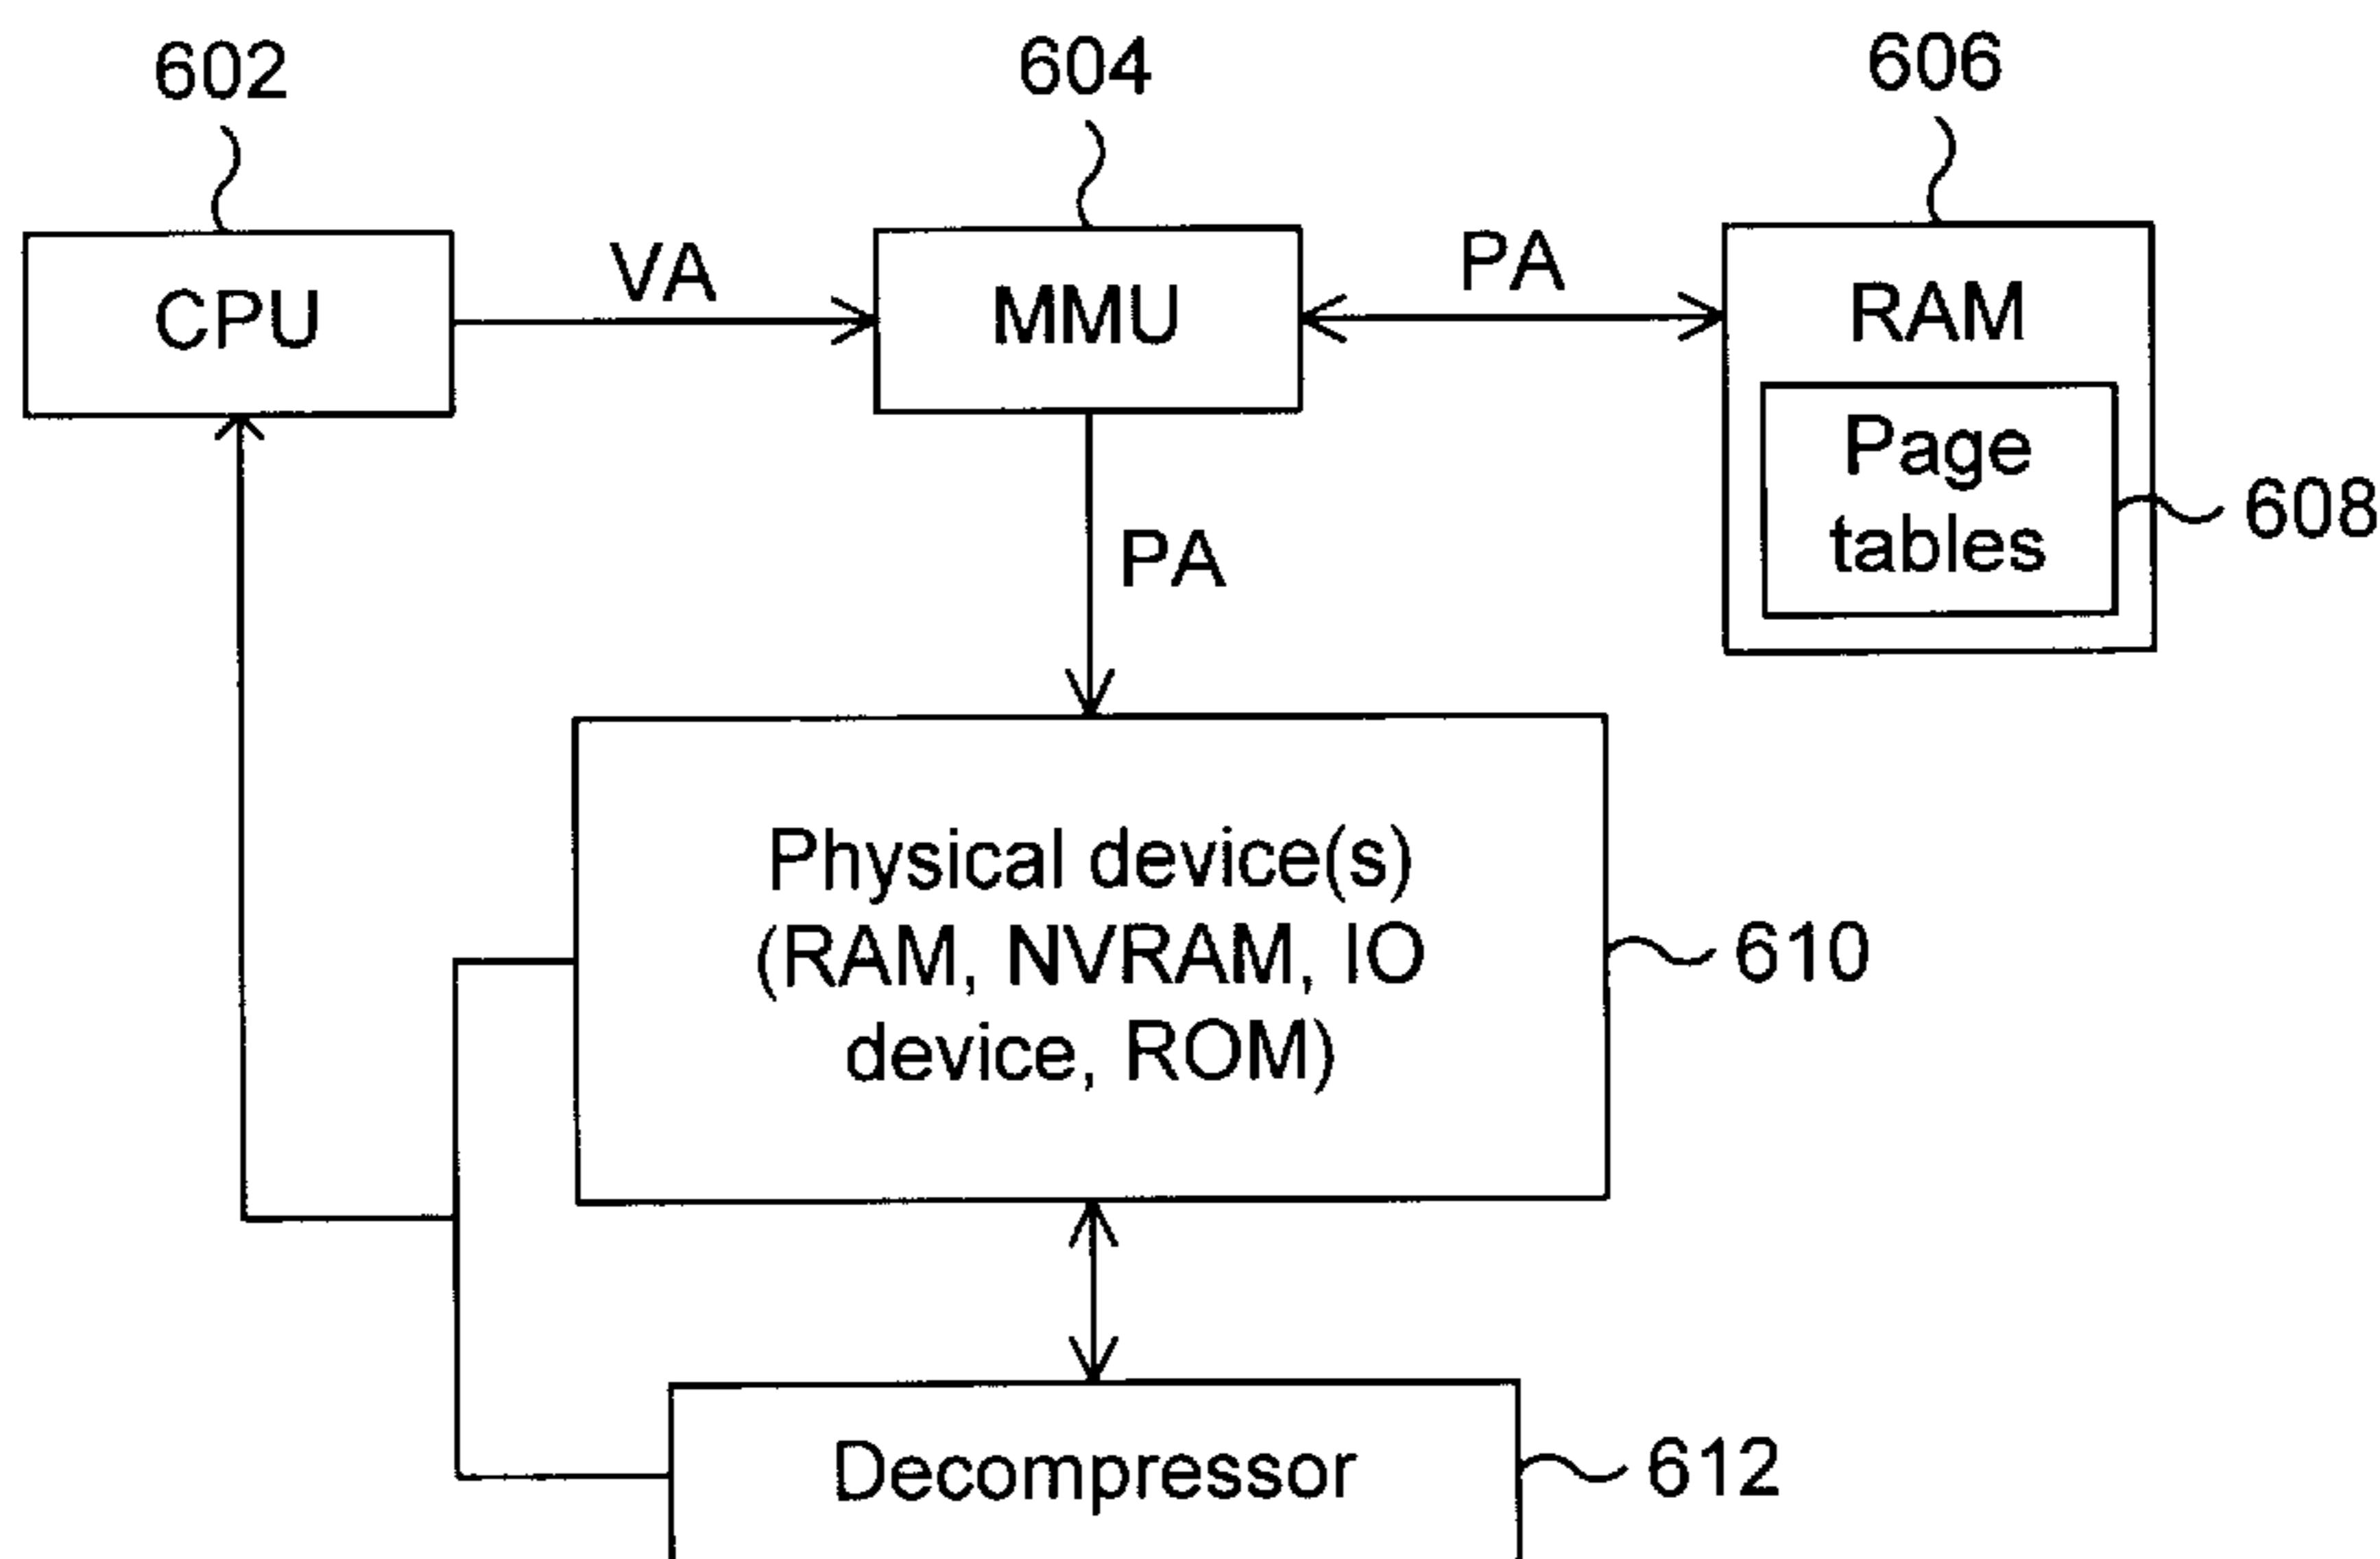 602
604
606
CPU
VA
MMU
PA
RAM
Page
tables
608
PA
Physical device(s)
(RAM, NVRAM, IO
device, ROM)
610
Decompressor
612